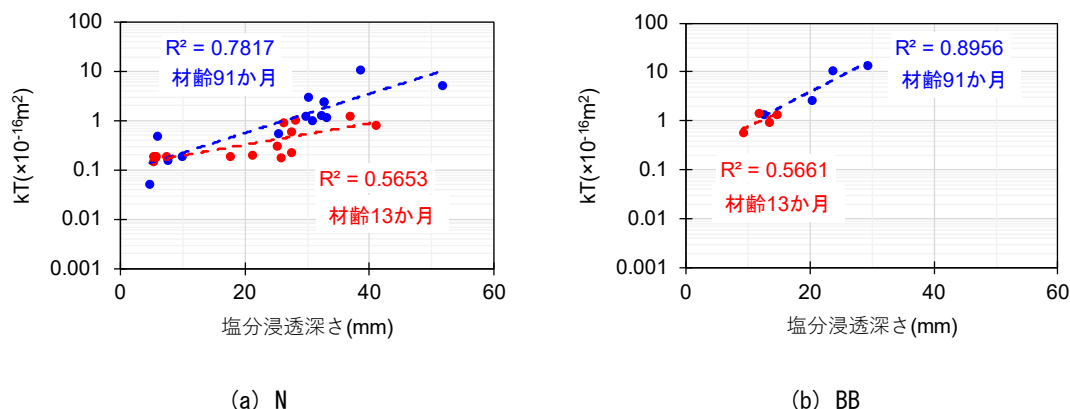 100
10
1
0.1
0.01
0.001
kT(×10⁻¹⁶m²)
R² = 0.7817
材齢91か月
R² = 0.5653
材齢13か月
0 20 40 60
塩分浸透深さ(mm)
(a) N
100
10
1
0.1
0.01
0.001
kT(×10⁻¹⁶m²)
R² = 0.8956
材齢91か月
R² = 0.5661
材齢13か月
0 20 40 60
塩分浸透深さ(mm)
(b) BB